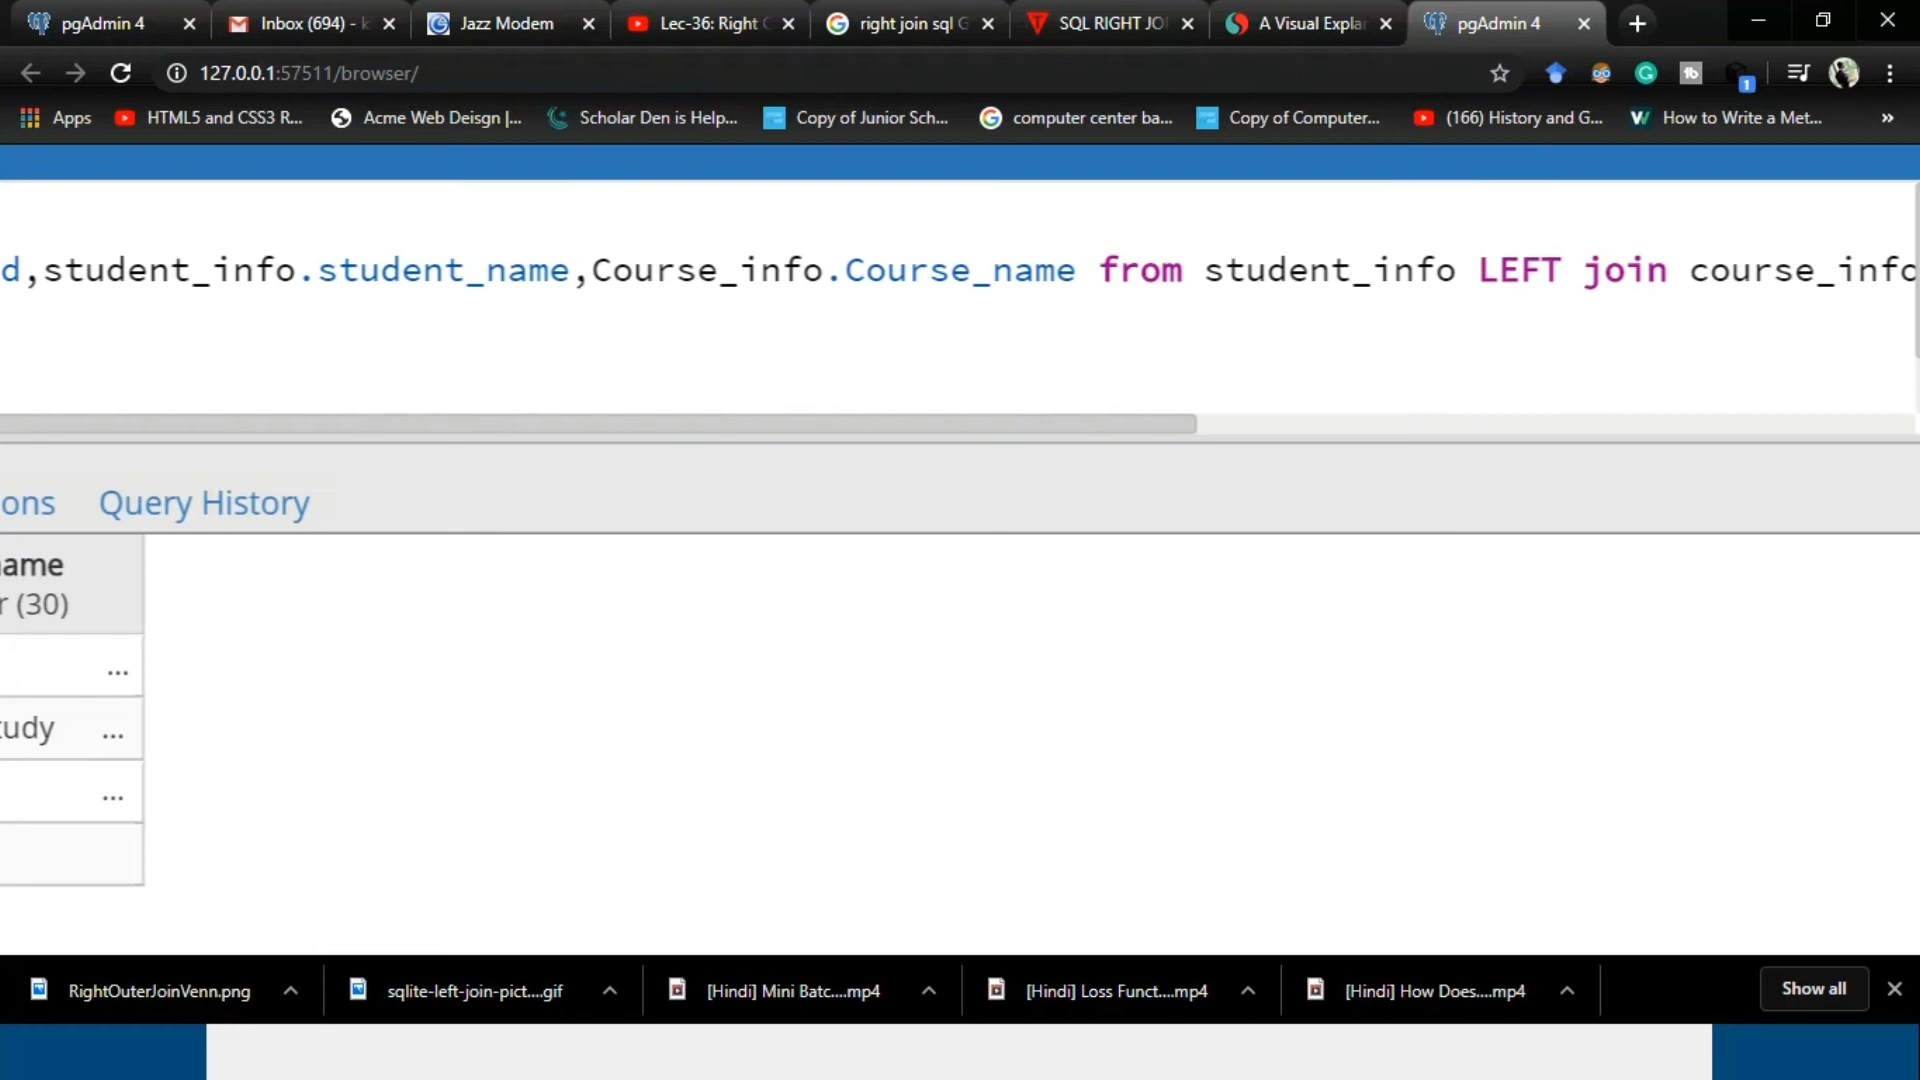 pgAdmin 4
Inbox (694) - k
Jazz Modem
Lec-36: Right
right join sql G
SQL RIGHT JOI
A Visual Expla
pgAdmin 4
127.0.0.1:57511/browser/
1
Apps
HTML5 and CSS3 R...
Acme Web Deisgn |...
Scholar Den is Help...
Copy of Junior Sch...
computer center ba...
Copy of Computer...
(166) History and G...
How to Write a Met...
»
d,student_info.student_name,Course_info.Course_name from student_info LEFT join course_info
ons
Query History
ame
r (30)
...
tudy ...
...
RightOuterJoinVenn.png
sqlite-left-join-pict....gif
[Hindi] Mini Batc....mp4
[Hindi] Loss Funct....mp4
[Hindi] How Does....mp4
Show all